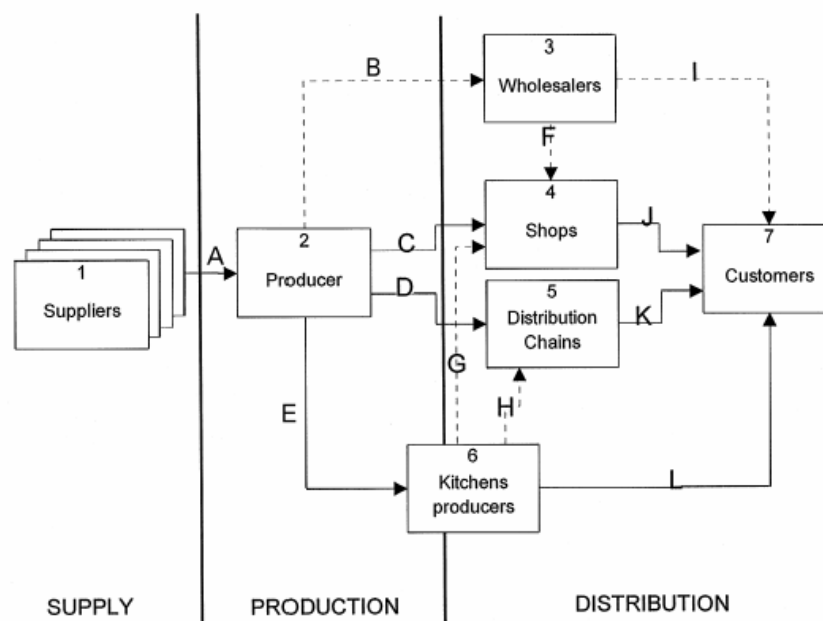 3
Wholesalers
B
I
F
4
Shops
J
C
2
Producer
A
1
Suppliers
7
Customers
D
5
Distribution
Chains
K
G
H
E
6
Kitchens
producers
L
SUPPLY
PRODUCTION
DISTRIBUTION